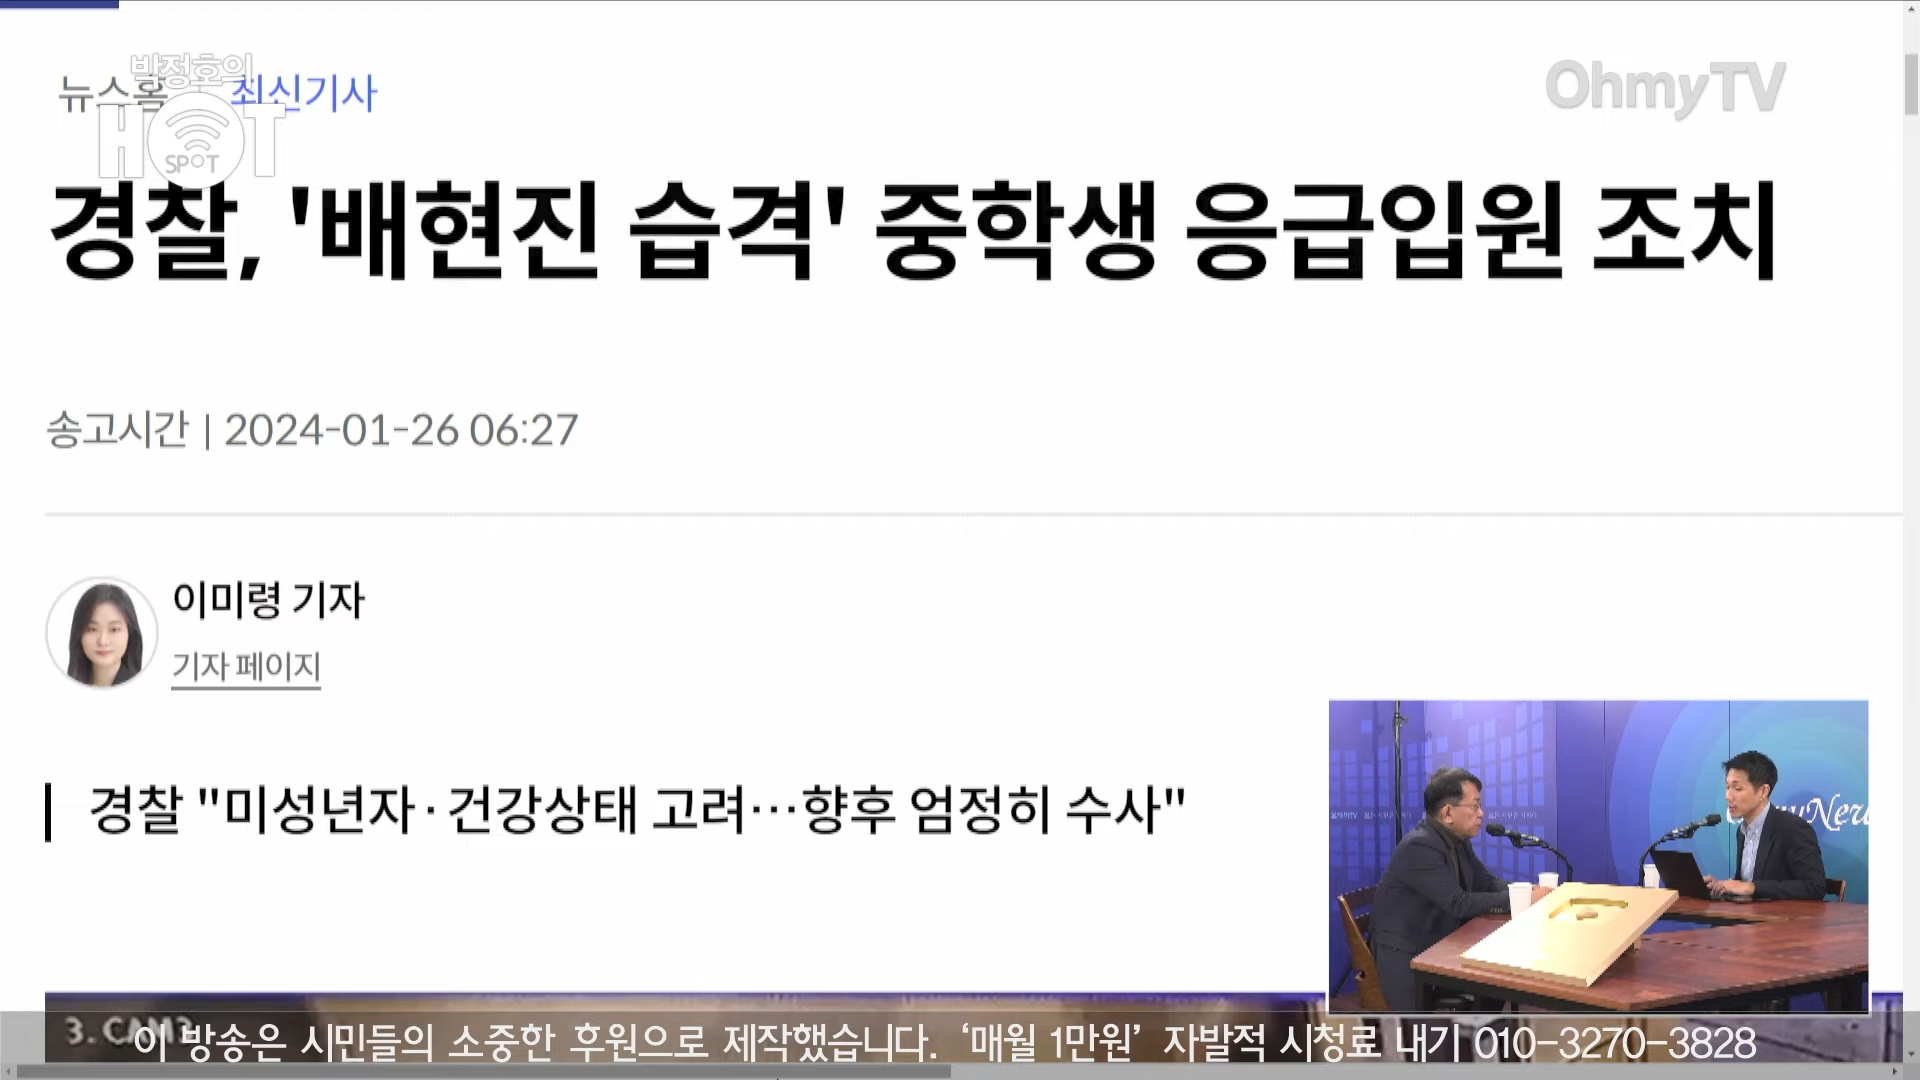 박정호의
HOT
SPOT
뉴스홈 최신기사
OhmyTV
경찰, '배현진 습격' 중학생 응급입원 조치
송고시간 | 2024-01-26 06:27
이미령 기자
기자 페이지
경찰 "미성년자·건강상태 고려…향후 엄정히 수사"
3. CAM3
이 방송은 시민들의 소중한 후원으로 제작했습니다. ‘매월 1만원’ 자발적 시청료 내기 010-3270-3828